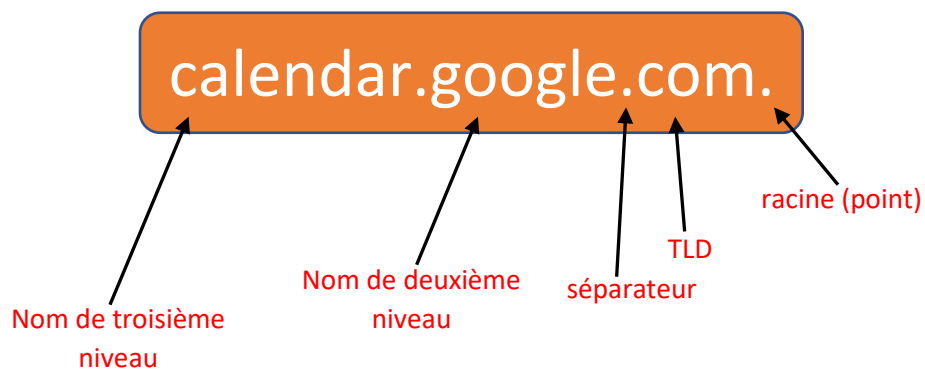 calendar.google.com.
racine (point)
TLD
séparateur
Nom de deuxième
niveau
Nom de troisième
niveau